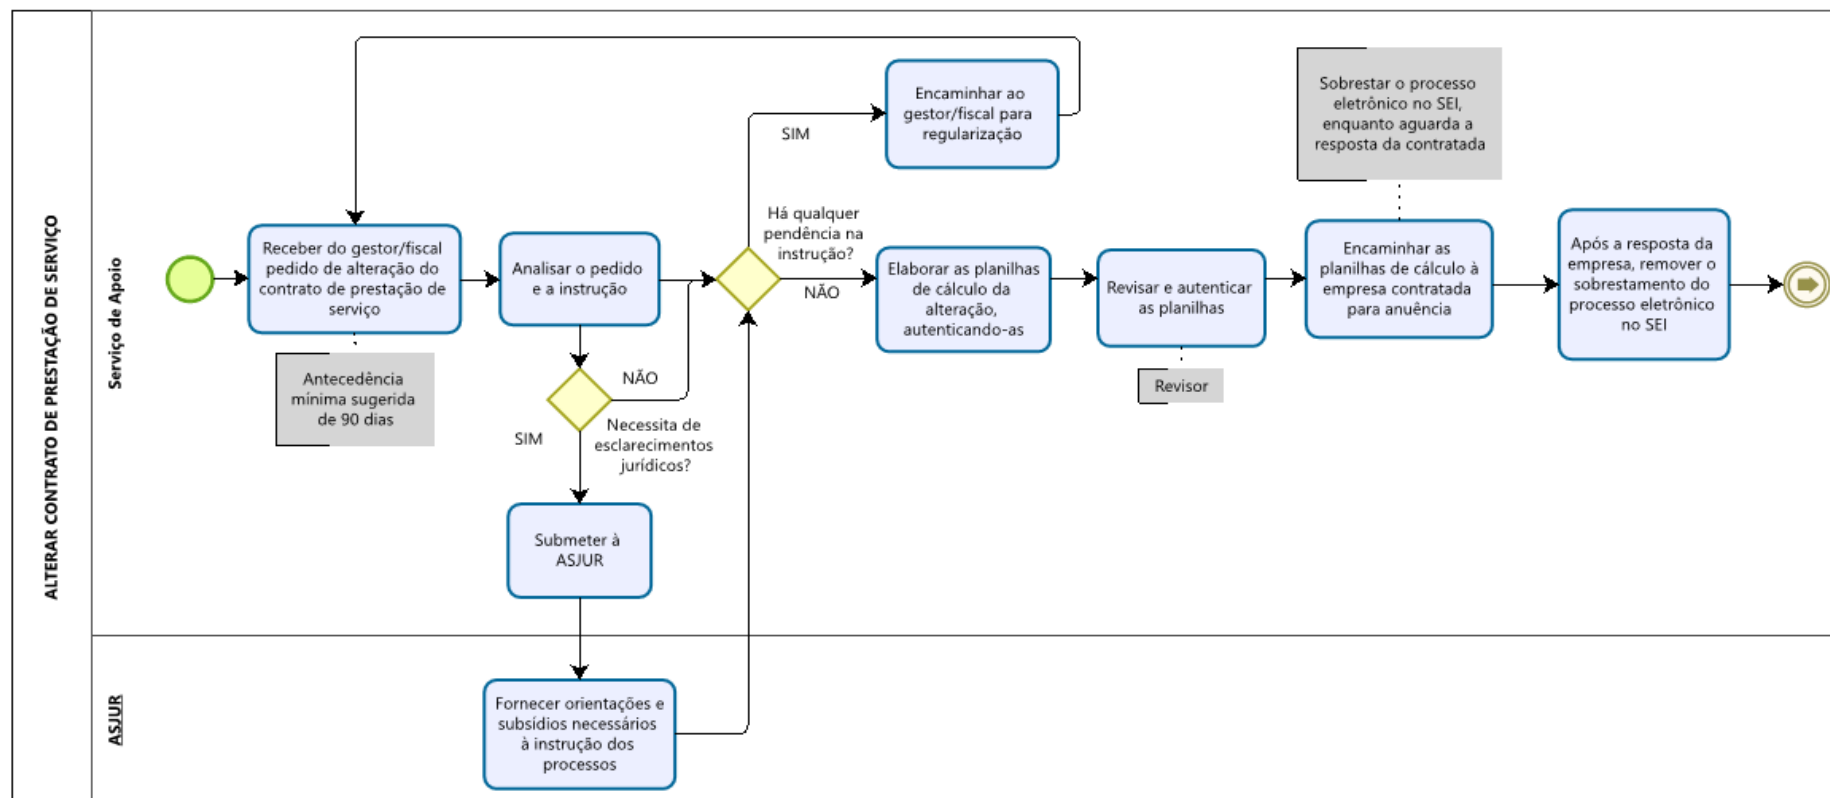 ALTERAR CONTRATO DE PRESTAÇÃO DE SERVIÇO
Serviço de Apoio
Receber do gestor/fiscal
pedido de alteração do
contrato de prestação de
serviço
Antecedência
mínima sugerida
de 90 dias
Analisar o pedido
e a instrução
NÃO
SIM
Necessita de
esclarecimentos
jurídicos?
Submeter à
ASJUR
SIM
Há qualquer
pendência na
instrução?
NÃO
Encaminhar ao
gestor/fiscal para
regularização
Elaborar as planilhas
de cálculo da
alteração,
autenticando-as
Revisar e autenticar
as planilhas
Revisor
Sobrestar o processo
eletrônico no SEI,
enquanto aguarda a
resposta da contratada
Encaminhar as
planilhas de cálculo à
empresa contratada
para anuência
Após a resposta da
empresa, remover o
sobrestamento do
processo eletrônico
no SEI
ASJUR
Fornecer orientações e
subsídios necessários
à instrução dos
processos